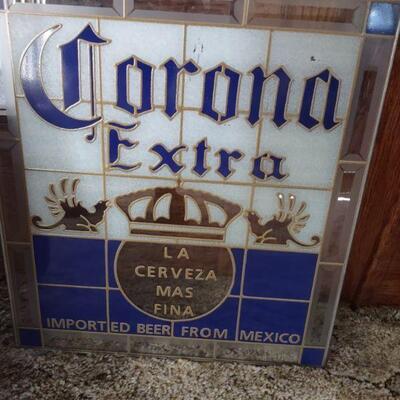 Corona
Extra
LA
CERVEZA
MAS
FINA
IMPORTED BEER FROM MEXICO